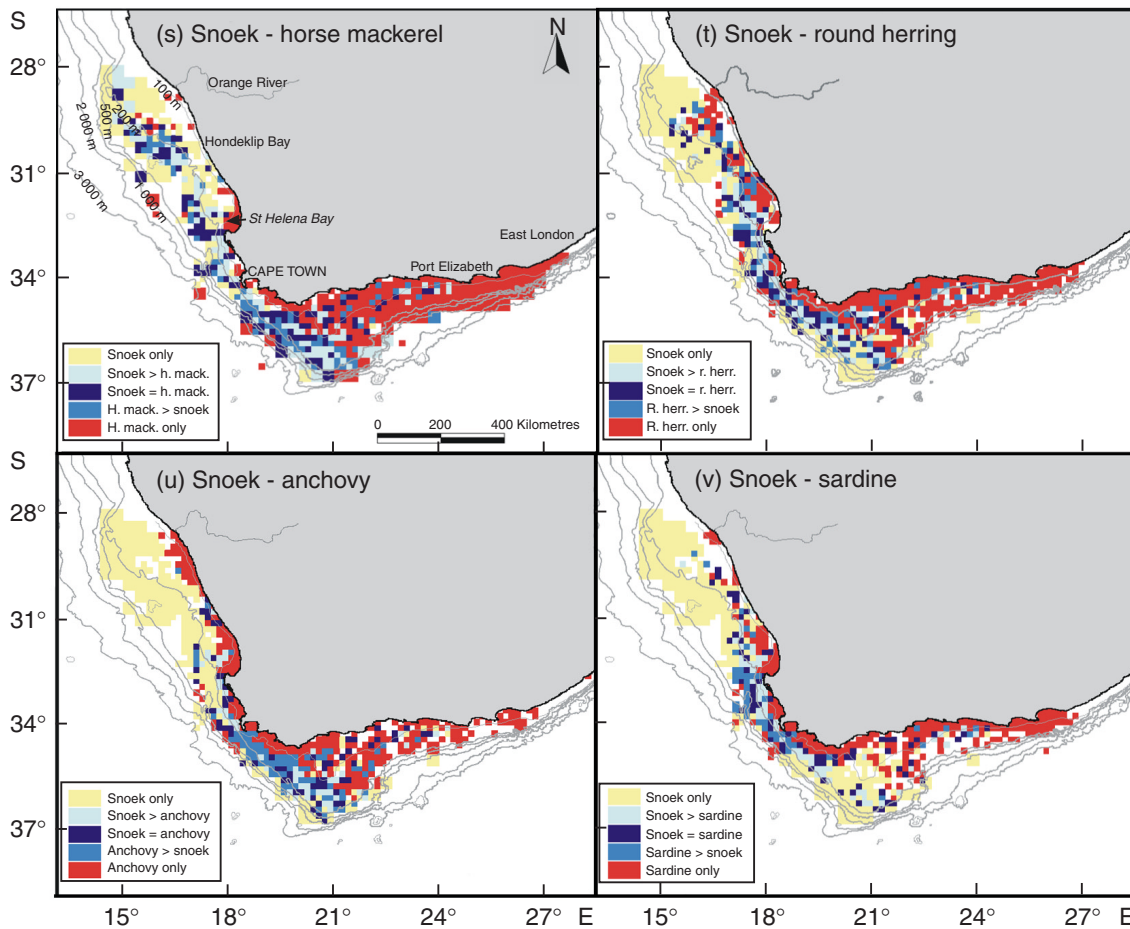 S
(s) Snoek - horse mackerel
N
28°
31°
34°
37°
Orange River
100 m
200 m
500 m
2 000 m
1 000 m
3 000 m
Hondeklip Bay
St Helena Bay
East London
CAPE TOWN
Port Elizabeth
Snoek only
Snoek > h. mack.
Snoek = h. mack.
H. mack. > snoek
H. mack. only
0 200 400 Kilometres
(t) Snoek - round herring
Snoek only
Snoek > r. herr.
Snoek = r. herr.
R. herr. > snoek
R. herr. only
S
(u) Snoek - anchovy
28°
31°
34°
37°
Snoek only
Snoek > anchovy
Snoek = anchovy
Anchovy > snoek
Anchovy only
15° 18° 21° 24° 27° E
(v) Snoek - sardine
Snoek only
Snoek > sardine
Snoek = sardine
Sardine > snoek
Sardine only
15° 18° 21° 24° 27° E